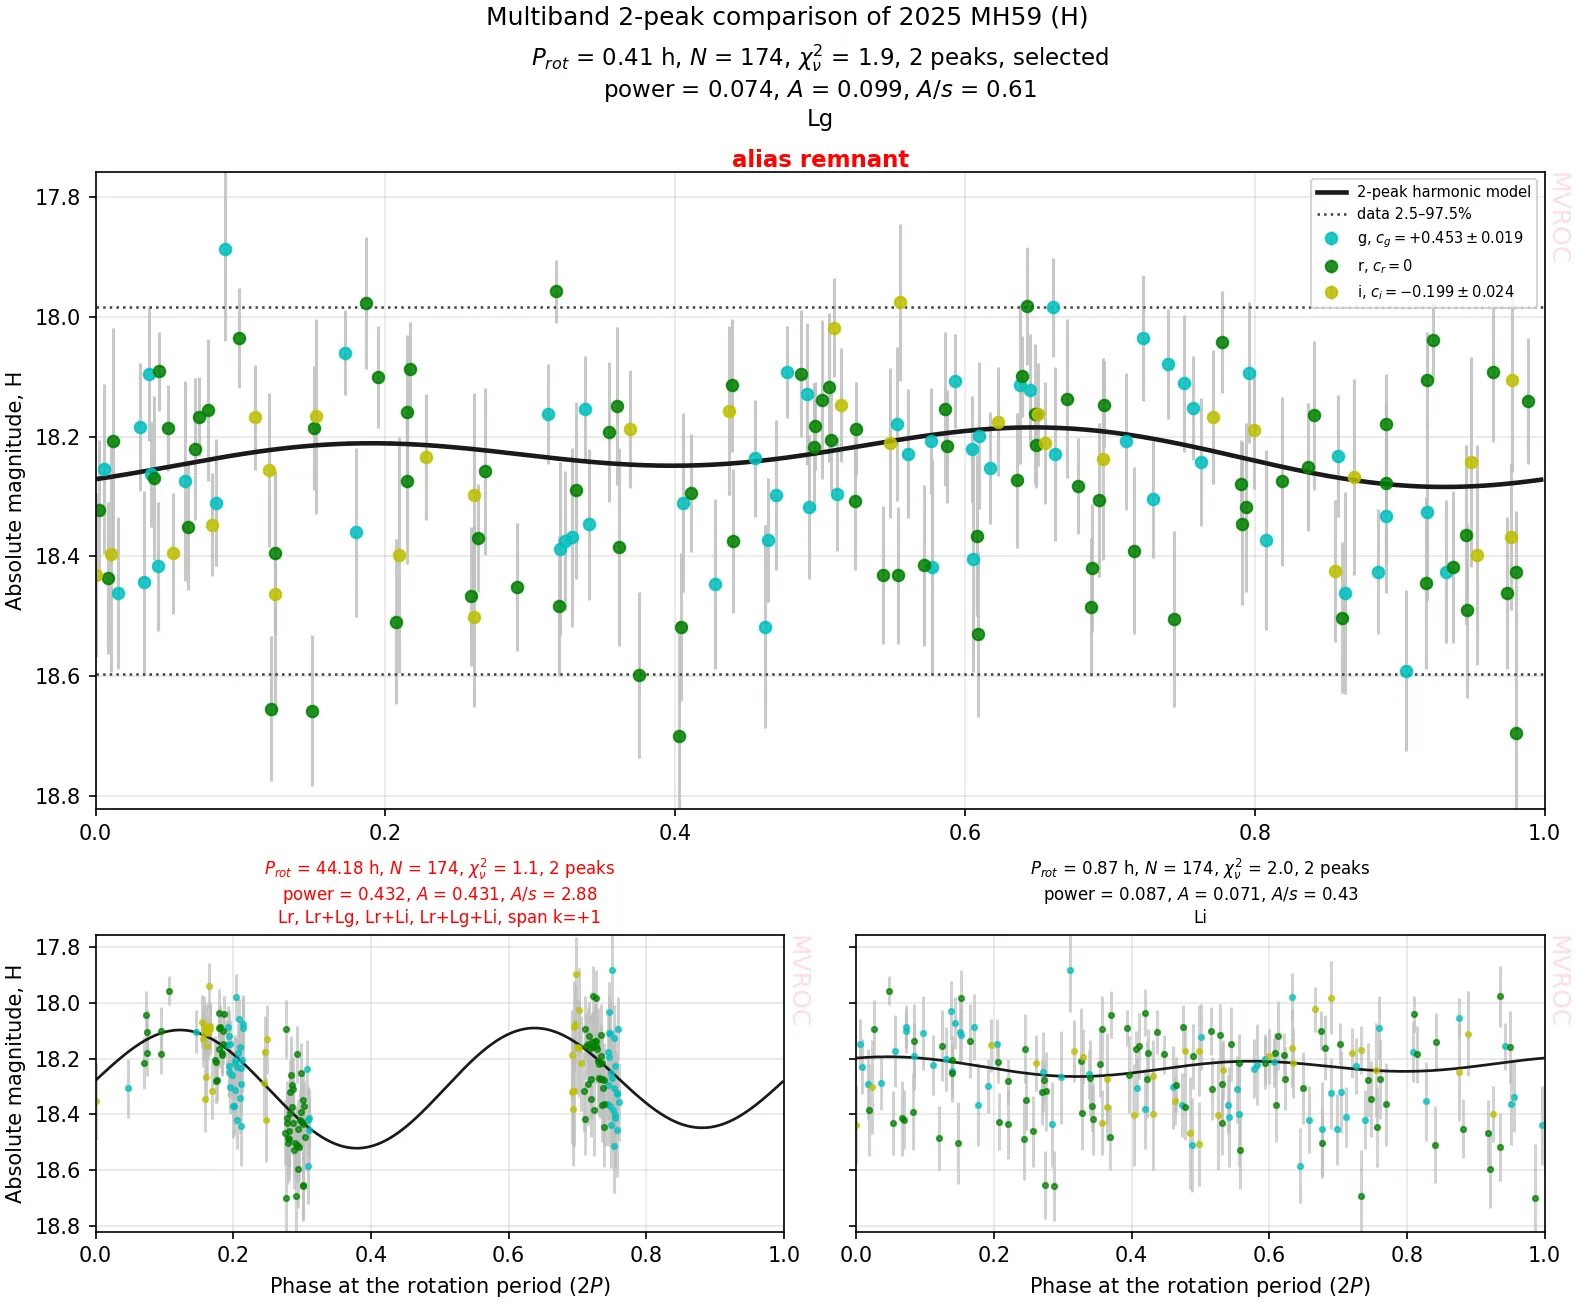 Multiband 2-peak comparison of 2025 MH59 (H)
P_rot = 0.41 h, N = 174, χ²_ν = 1.9, 2 peaks, selected
power = 0.074, A = 0.099, A/s = 0.61
Lg
alias remnant
2-peak harmonic model
data 2.5–97.5%
g, c_g = +0.453 ± 0.019
r, c_r = 0
i, c_i = −0.199 ± 0.024
MVROC
Absolute magnitude, H
17.8
18.0
18.2
18.4
18.6
18.8
0.0 0.2 0.4 0.6 0.8 1.0
P_rot = 44.18 h, N = 174, χ²_ν = 1.1, 2 peaks
power = 0.432, A = 0.431, A/s = 2.88
Lr, Lr+Lg, Lr+Li, Lr+Lg+Li, span k=+1
MVROC
Absolute magnitude, H
17.8
18.0
18.2
18.4
18.6
18.8
0.0 0.2 0.4 0.6 0.8 1.0
Phase at the rotation period (2P)
P_rot = 0.87 h, N = 174, χ²_ν = 2.0, 2 peaks
power = 0.087, A = 0.071, A/s = 0.43
Li
MVROC
0.0 0.2 0.4 0.6 0.8 1.0
Phase at the rotation period (2P)